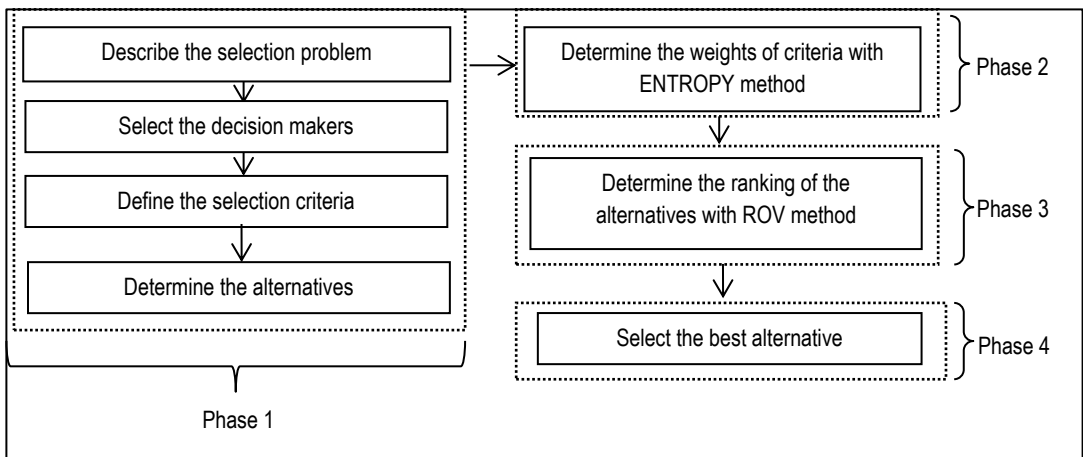 Describe the selection problem
Select the decision makers
Define the selection criteria
Determine the alternatives
Phase 1
Determine the weights of criteria with
ENTROPY method
Phase 2
Determine the ranking of the
alternatives with ROV method
Phase 3
Select the best alternative
Phase 4